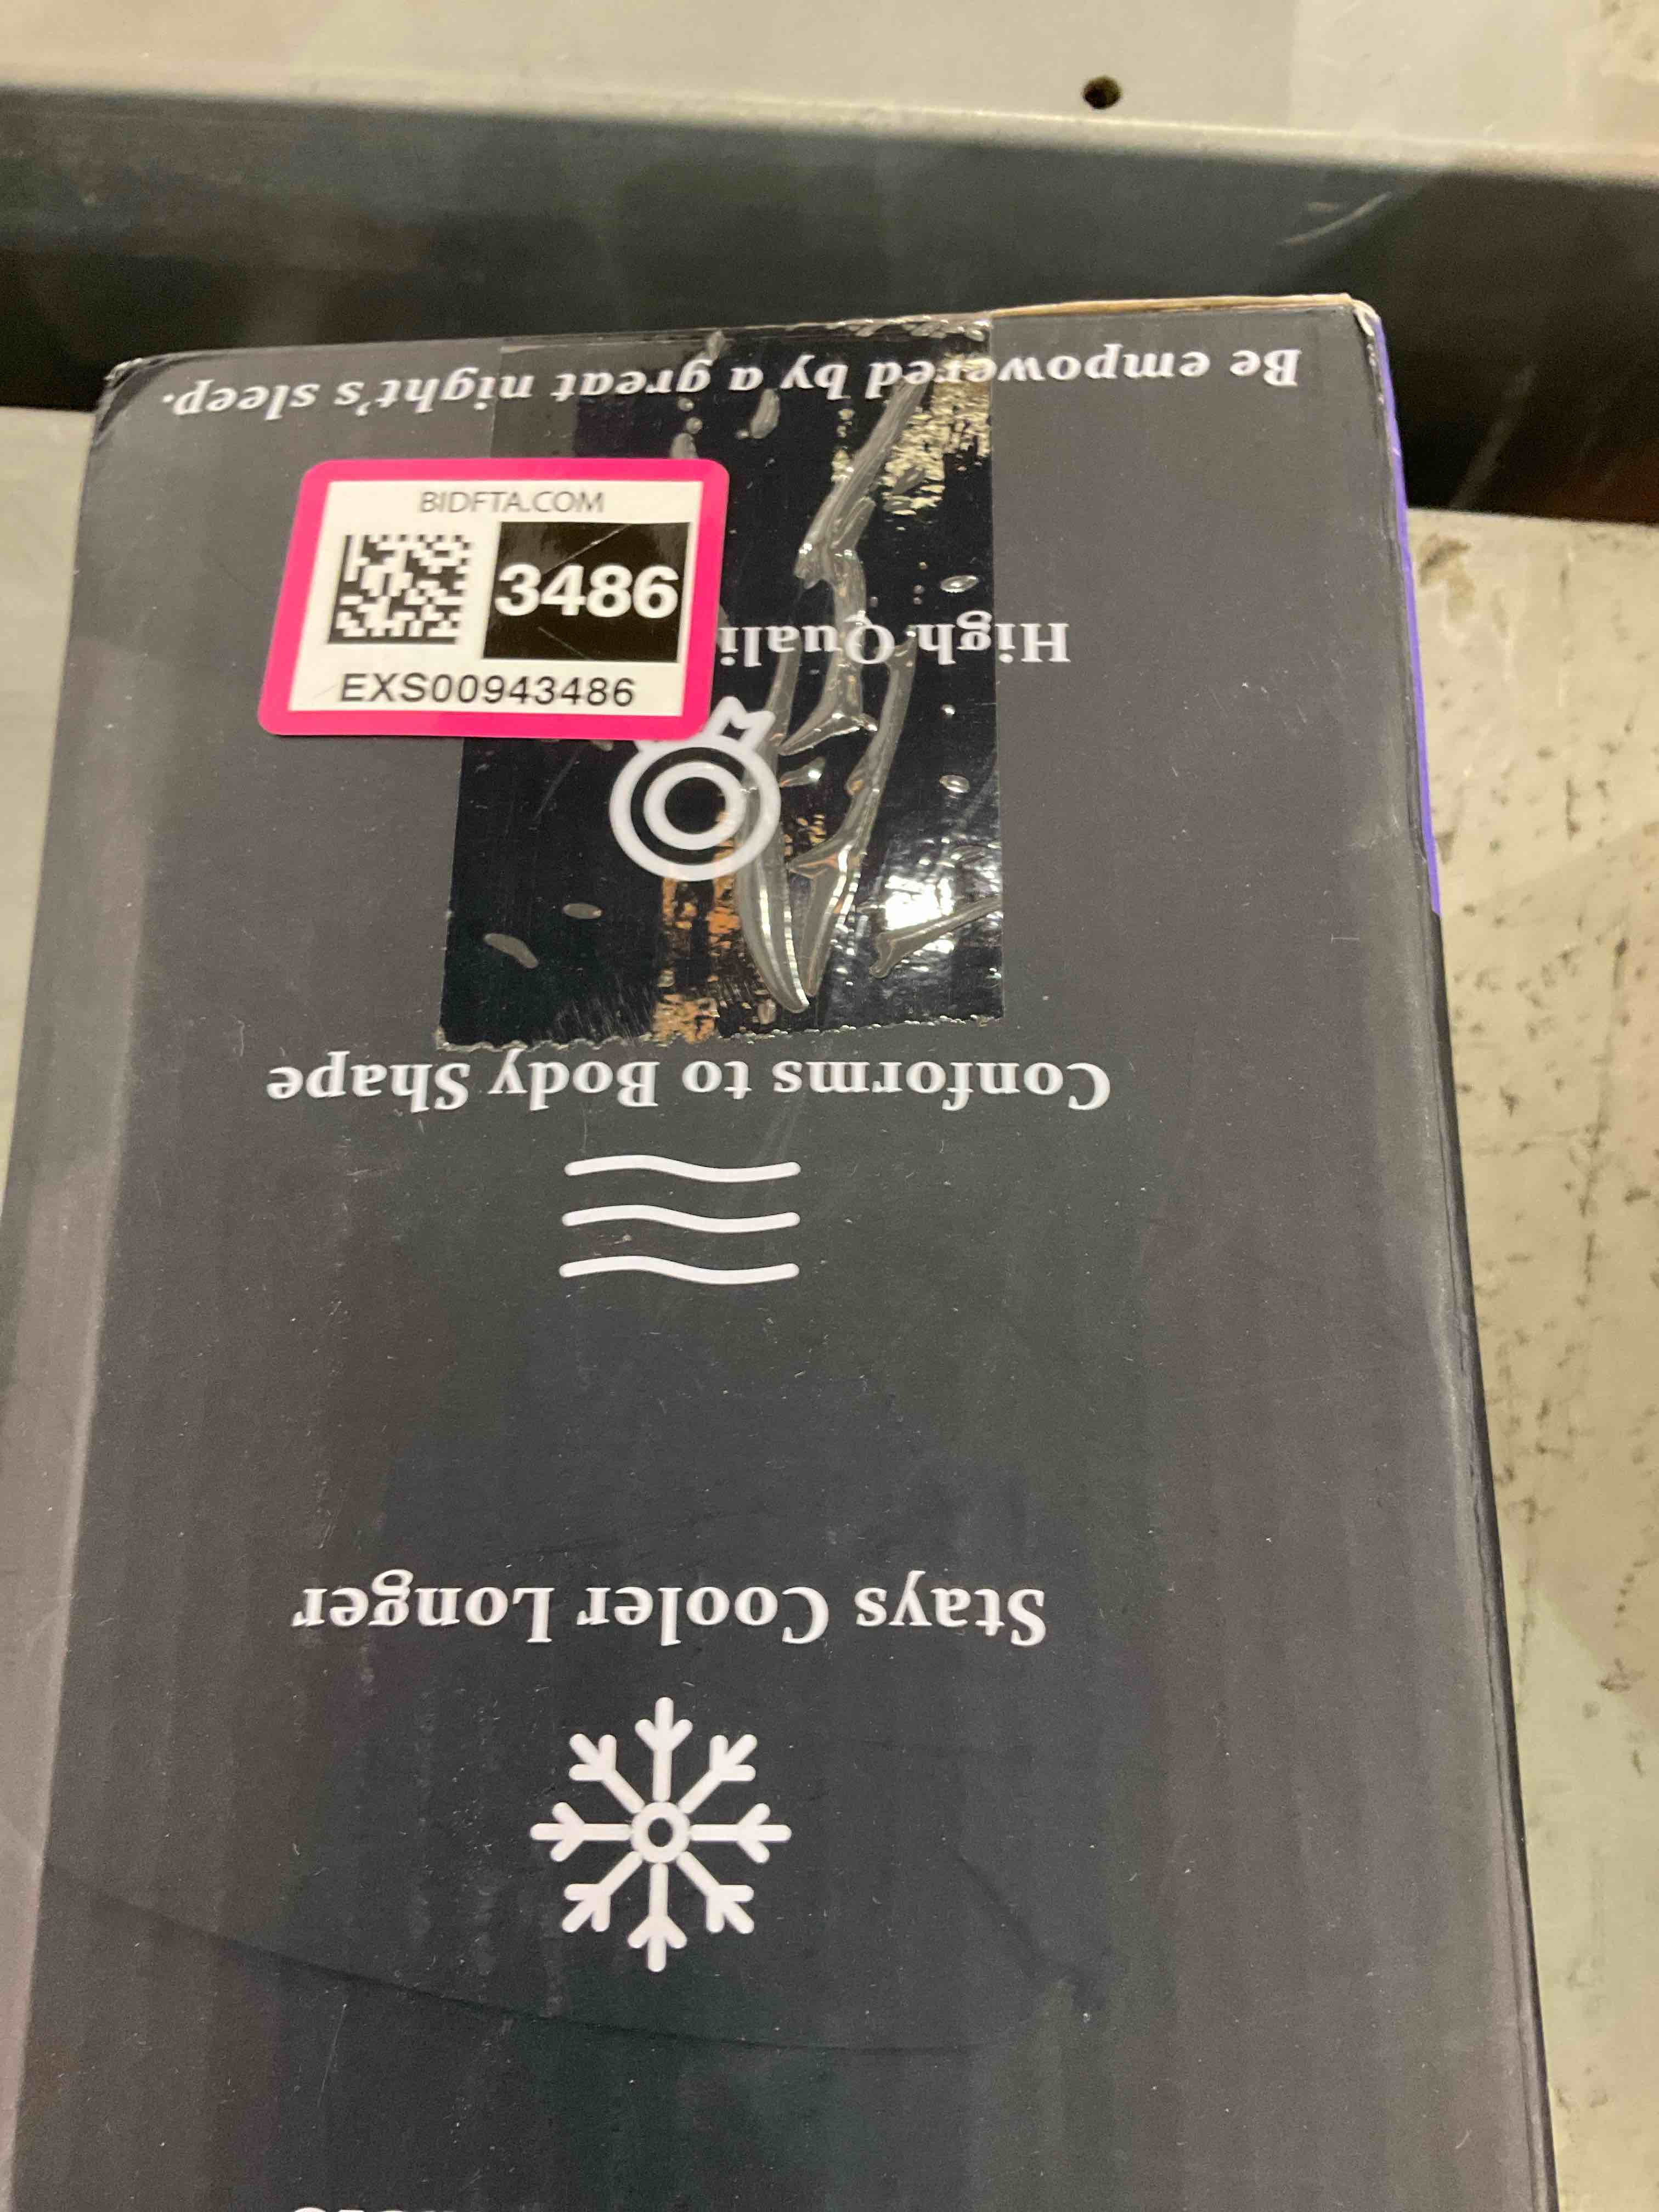 Be empowered by a great night's sleep.
BIDFTA.COM
3486
EXS00943486
High Quali
Conforms to Body Shape
Stays Cooler Longer